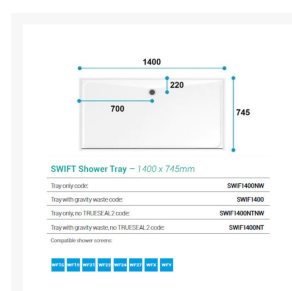 1400
220
700
745
SWIFT Shower Tray – 1400 x 745mm
Tray only code: SWIF1400NW
Tray with gravity waste code: SWIF1400
Tray only, no TRUESEAL2 code: SWIF1400NTNW
Tray with gravity waste, no TRUESEAL2 code: SWIF1400NT
Compatible shower screens: